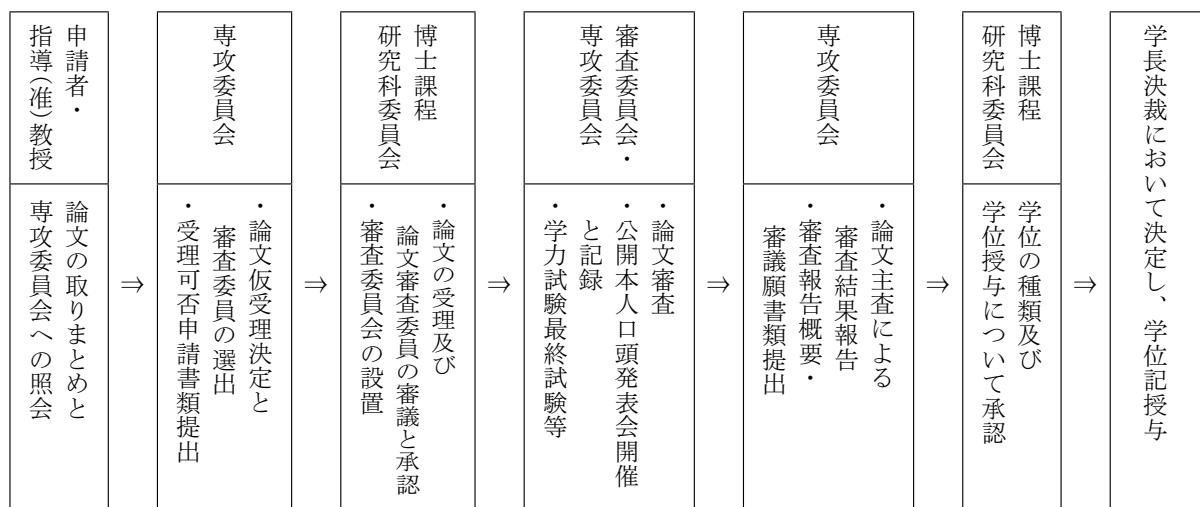 申請者・
指導(准)教授
論文の取りまとめと
専攻委員会への照会
⇒
専攻委員会
・論文仮受理決定と
審査委員の選出
・受理可否申請書類提出
⇒
博士課程
研究科委員会
・論文の受理及び
論文審査委員の審議と承認
・審査委員会の設置
⇒
審査委員会・
専攻委員会
・論文審査
・公開本人口頭発表会開催
と記録
・学力試験最終試験等
⇒
専攻委員会
・論文主査による
審査結果報告
・審査報告概要・
審議願書類提出
⇒
博士課程
研究科委員会
学位の種類及び
学位授与について承認
⇒
学長決裁において決定し、学位記授与